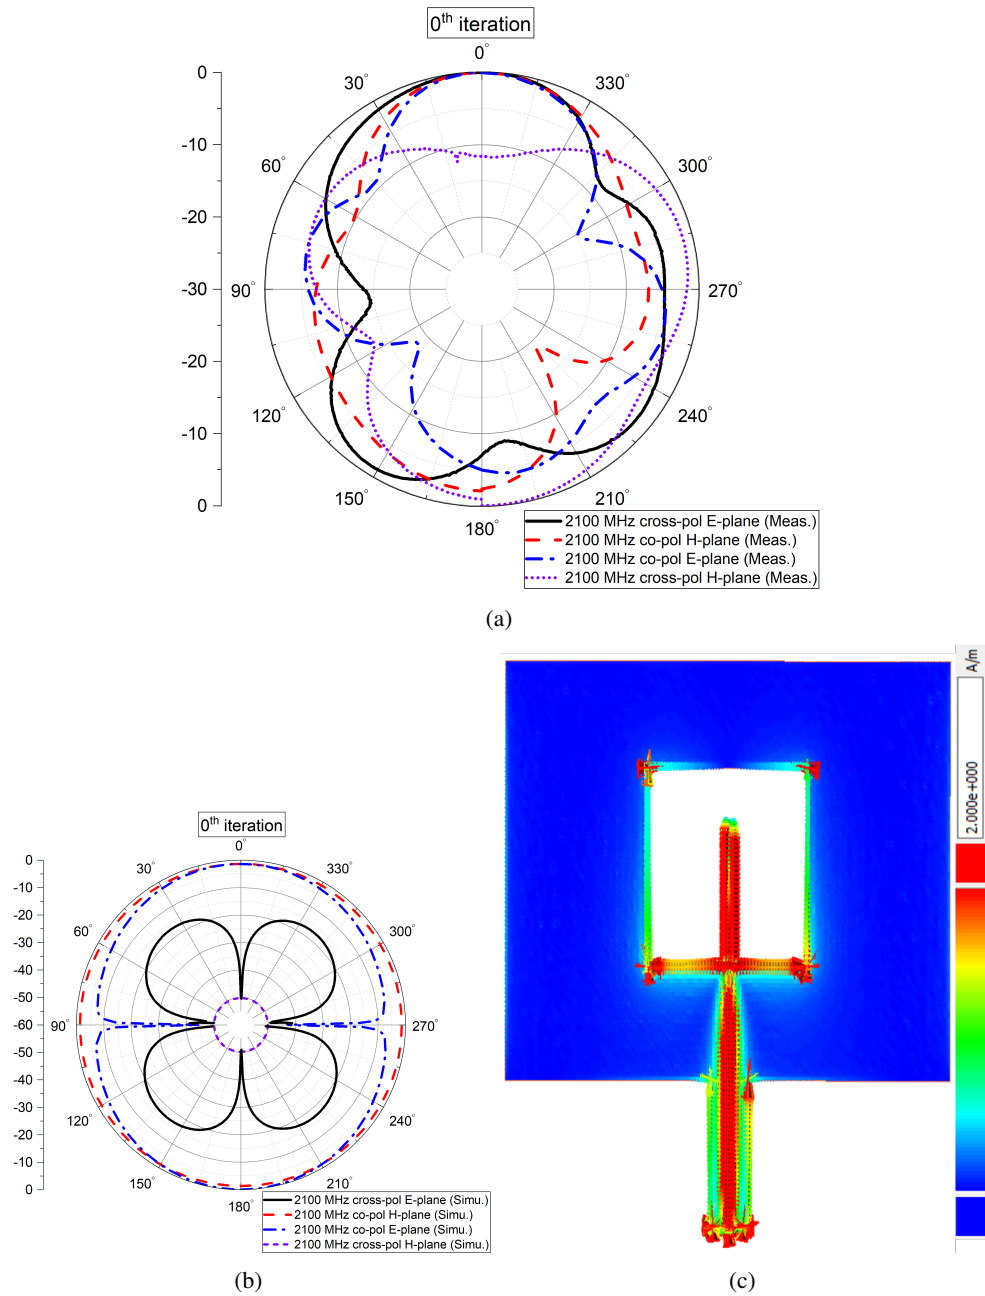 0th iteration
0°
30°
330°
60°
300°
90°
270°
120°
240°
150°
210°
180°
0
-10
-20
-30
-20
-10
0
2100 MHz cross-pol E-plane (Meas.)
2100 MHz co-pol H-plane (Meas.)
2100 MHz co-pol E-plane (Meas.)
2100 MHz cross-pol H-plane (Meas.)
(a)
0th iteration
0°
30°
330°
60°
300°
90°
270°
120°
240°
150°
210°
180°
0
-10
-20
-30
-40
-50
-60
-50
-40
-30
-20
-10
0
2100 MHz cross-pol E-plane (Simu.)
2100 MHz co-pol H-plane (Simu.)
2100 MHz co-pol E-plane (Simu.)
2100 MHz cross-pol H-plane (Simu.)
(b)
A/m
2.000e+000
(c)